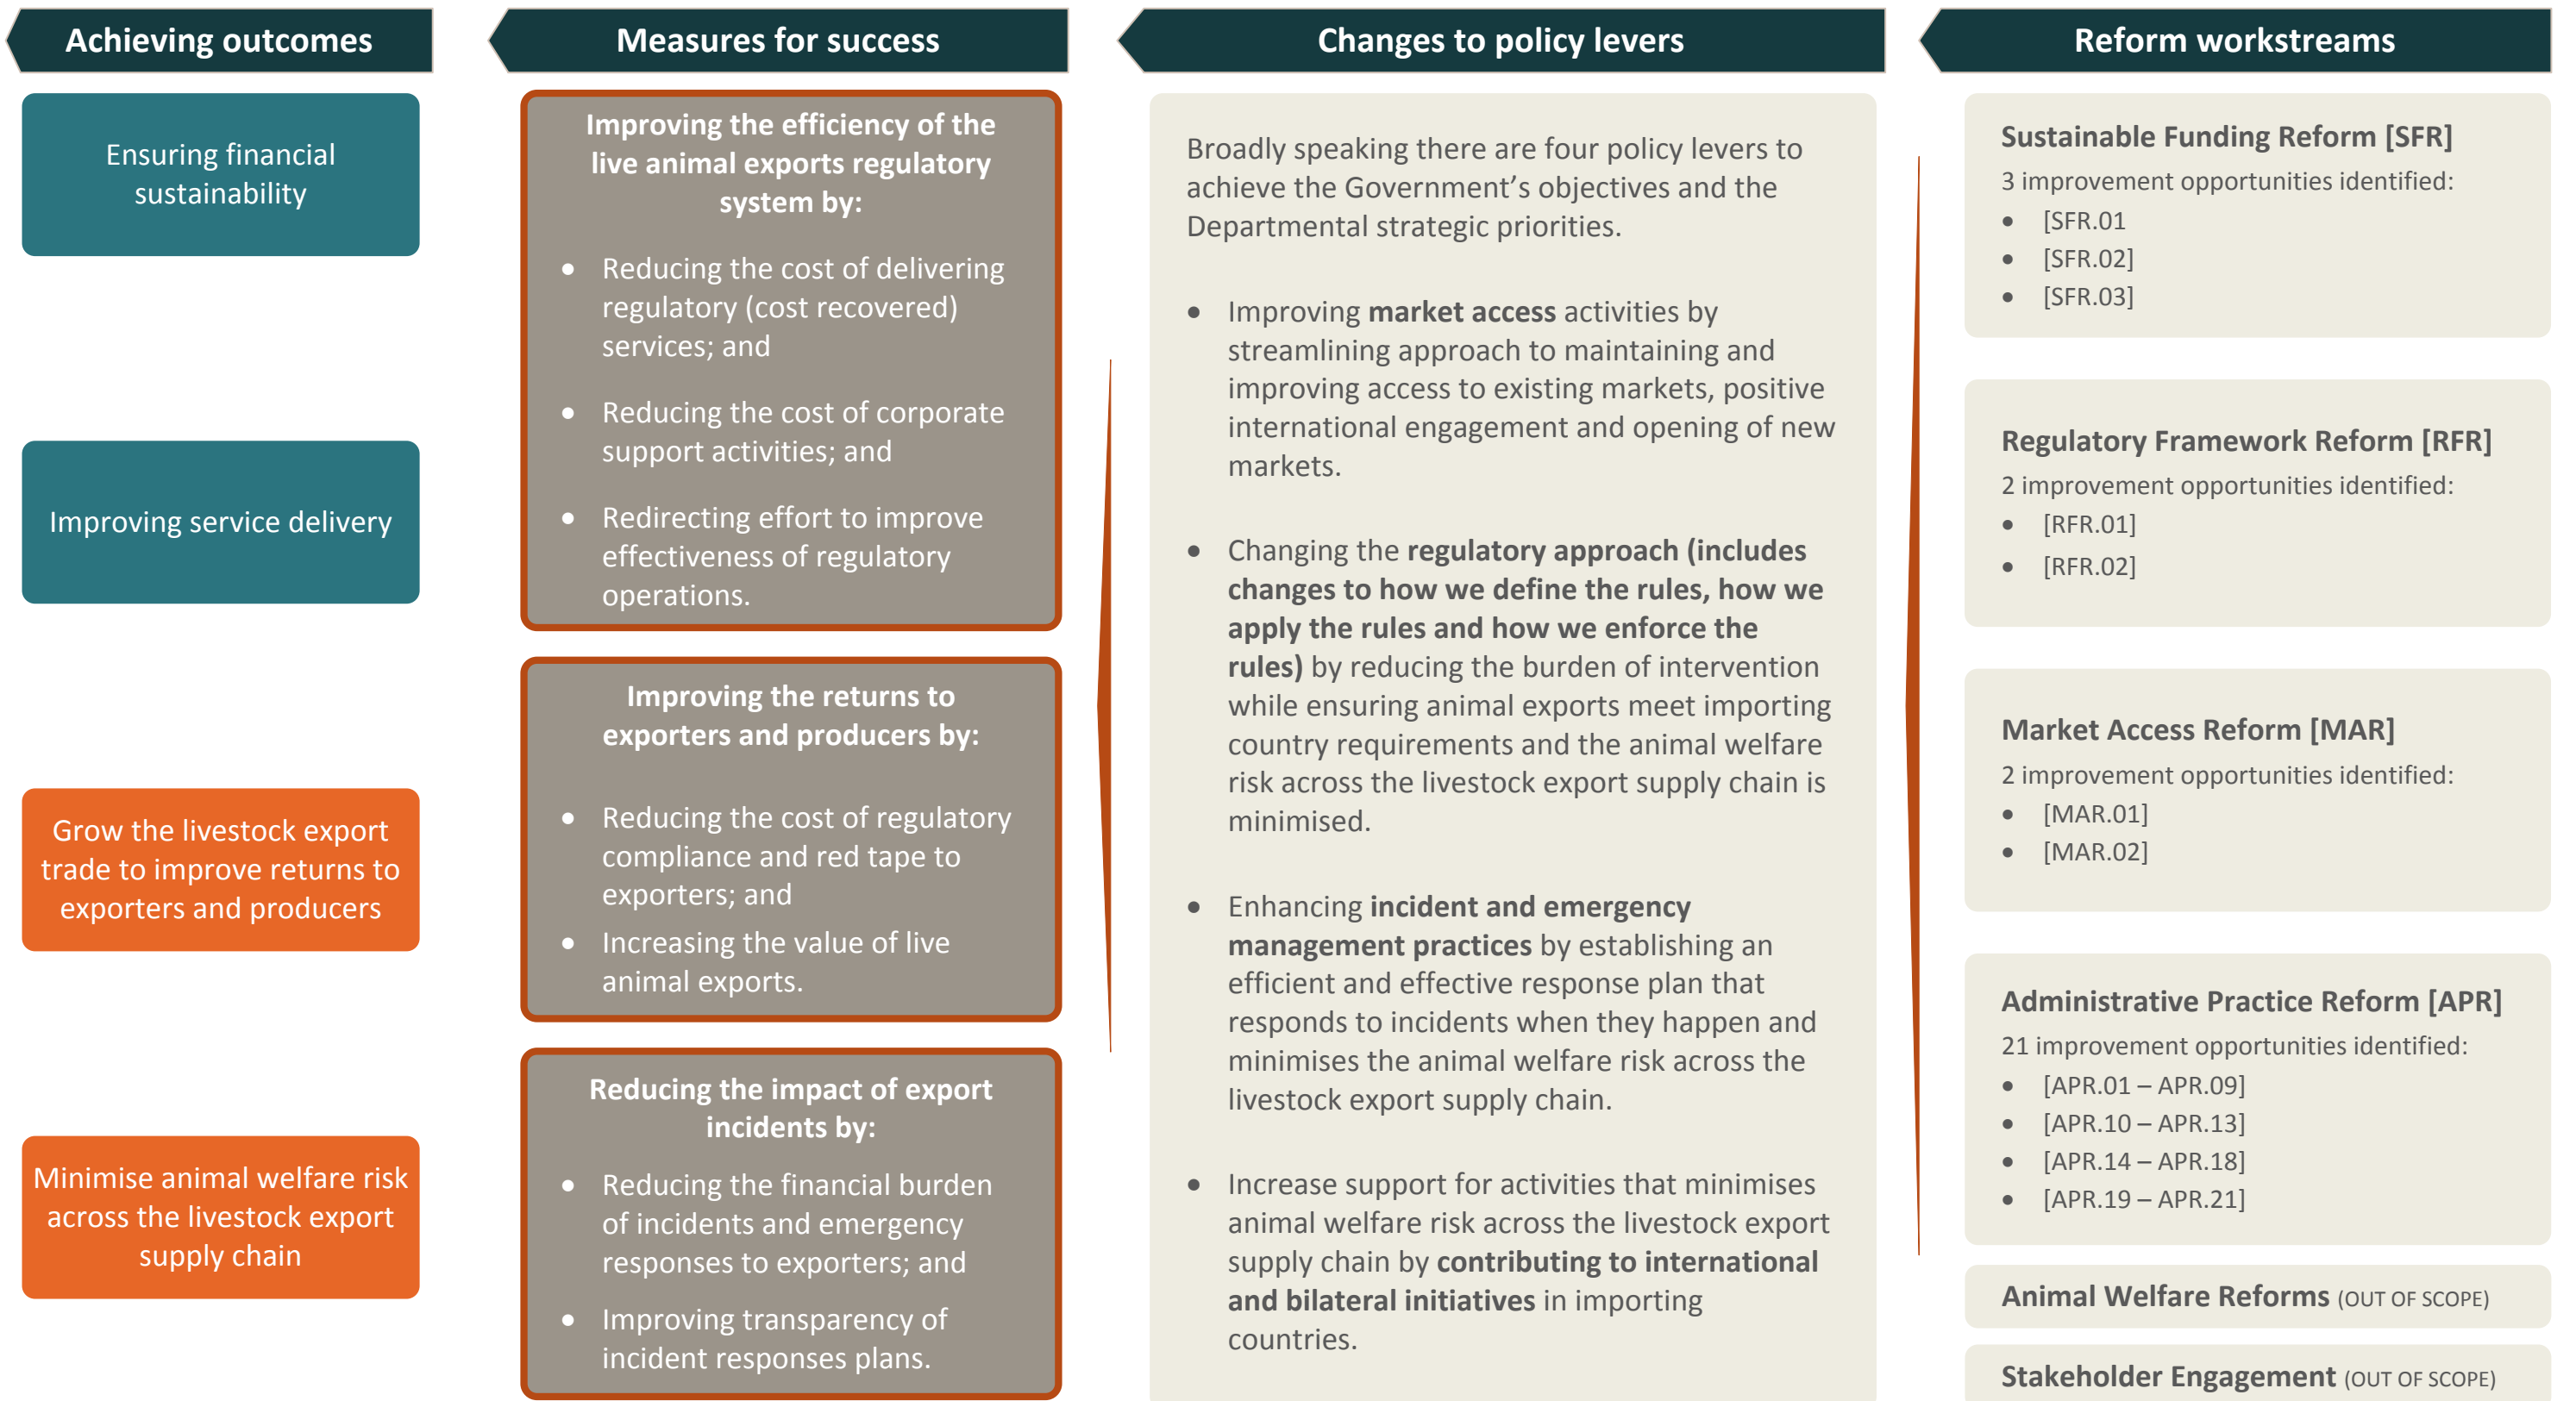 Achieving outcomes
Ensuring financial
sustainability
Improving service delivery
Grow the livestock export
trade to improve returns to
exporters and producers
Minimise animal welfare risk
across the livestock export
supply chain
Measures for success
Improving the efficiency of the
live animal exports regulatory
system by:
• Reducing the cost of delivering
regulatory (cost recovered)
services; and
• Reducing the cost of corporate
support activities; and
• Redirecting effort to improve
effectiveness of regulatory
operations.
Improving the returns to
exporters and producers by:
• Reducing the cost of regulatory
compliance and red tape to
exporters; and
• Increasing the value of live
animal exports.
Reducing the impact of export
incidents by:
• Reducing the financial burden
of incidents and emergency
responses to exporters; and
• Improving transparency of
incident responses plans.
Changes to policy levers
Broadly speaking there are four policy levers to
achieve the Government’s objectives and the
Departmental strategic priorities.
• Improving market access activities by
streamlining approach to maintaining and
improving access to existing markets, positive
international engagement and opening of new
markets.
• Changing the regulatory approach (includes
changes to how we define the rules, how we
apply the rules and how we enforce the
rules) by reducing the burden of intervention
while ensuring animal exports meet importing
country requirements and the animal welfare
risk across the livestock export supply chain is
minimised.
• Enhancing incident and emergency
management practices by establishing an
efficient and effective response plan that
responds to incidents when they happen and
minimises the animal welfare risk across the
livestock export supply chain.
• Increase support for activities that minimises
animal welfare risk across the livestock export
supply chain by contributing to international
and bilateral initiatives in importing
countries.
Reform workstreams
Sustainable Funding Reform [SFR]
3 improvement opportunities identified:
• [SFR.01
• [SFR.02]
• [SFR.03]
Regulatory Framework Reform [RFR]
2 improvement opportunities identified:
• [RFR.01]
• [RFR.02]
Market Access Reform [MAR]
2 improvement opportunities identified:
• [MAR.01]
• [MAR.02]
Administrative Practice Reform [APR]
21 improvement opportunities identified:
• [APR.01 – APR.09]
• [APR.10 – APR.13]
• [APR.14 – APR.18]
• [APR.19 – APR.21]
Animal Welfare Reforms (OUT OF SCOPE)
Stakeholder Engagement (OUT OF SCOPE)